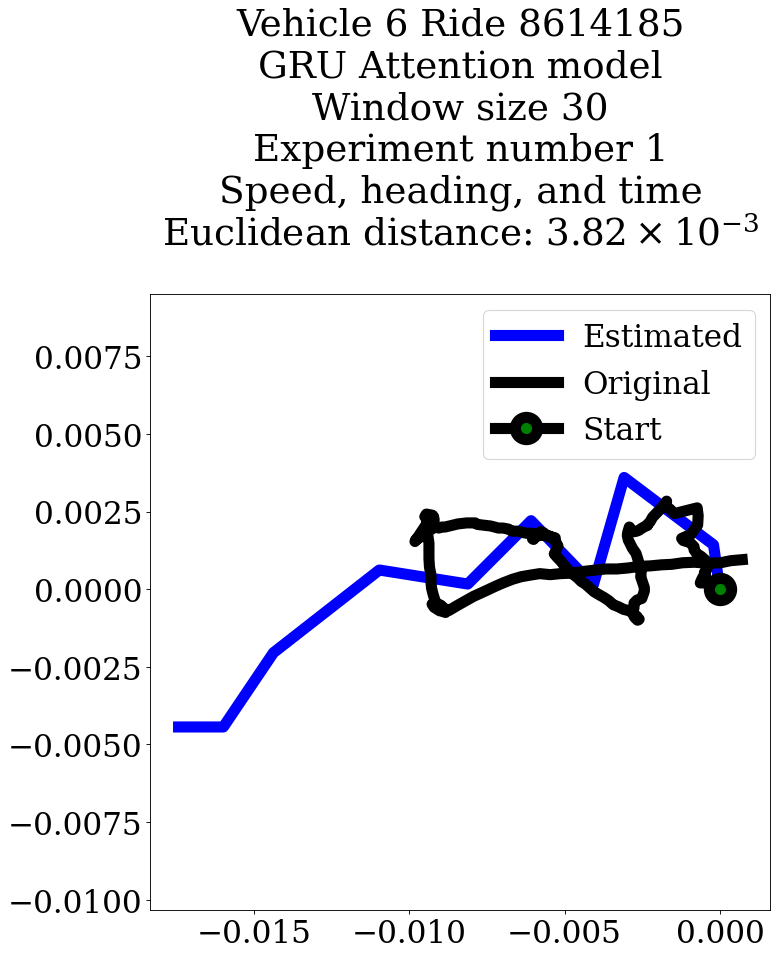 Vehicle 6 Ride 8614185
GRU Attention model
Window size 30
Experiment number 1
Speed, heading, and time
Euclidean distance: 3.82 × 10⁻³
Estimated
Original
Start
0.0075
0.0050
0.0025
0.0000
−0.0025
−0.0050
−0.0075
−0.0100
−0.015 −0.010 −0.005 0.000